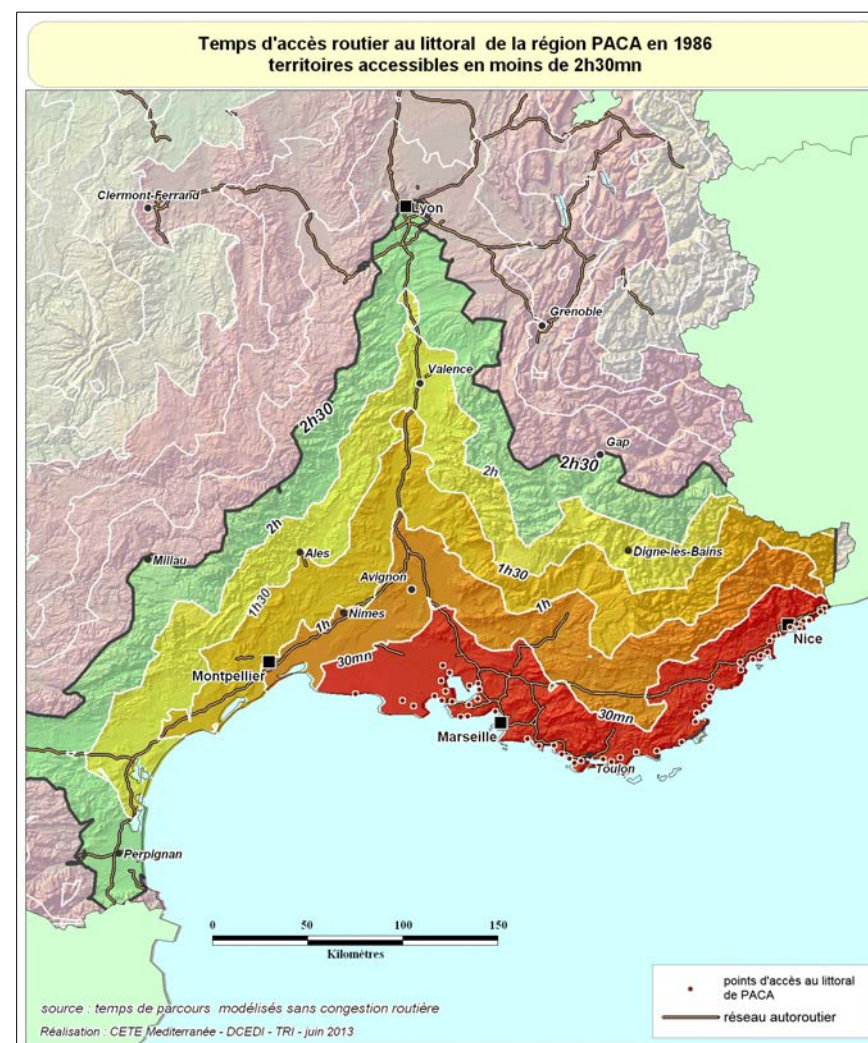 Temps d'accès routier au littoral de la région PACA en 1986
territoires accessibles en moins de 2h30mn
Clermont-Ferrand
Lyon
Grenoble
Valence
2h30
Gap
2h30
2h
2h
Millau
Ales
Digne-les-Bains
1h30
1h30
Avignon
1h
Nimes
1h
Nice
30mn
Montpellier
30mn
Marseille
Toulon
Perpignan
0 50 100 150
Kilomètres
points d'accès au littoral
de PACA
réseau autoroutier
source : temps de parcours modélisés sans congestion routière
Réalisation : CETE Mediterranée - DCEDI - TRI - juin 2013